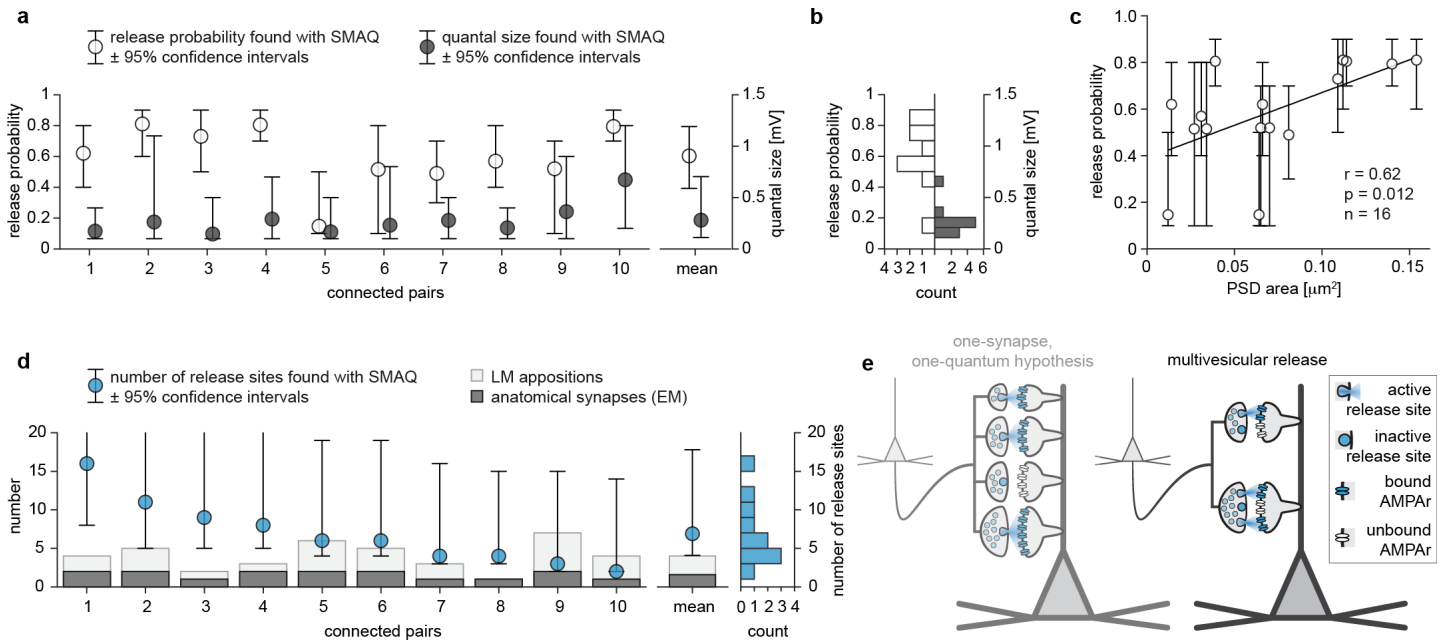 a
release probability found with SMAQ
± 95% confidence intervals
quantal size found with SMAQ
± 95% confidence intervals
release probability
1
0.8
0.6
0.4
0.2
0
1.5
1
0.5
0
quantal size [mV]
1 2 3 4 5 6 7 8 9 10 mean
connected pairs
b
release probability
1
0.8
0.6
0.4
0.2
0
1.5
1
0.5
0
quantal size [mV]
4 3 2 1 2 4 6
count
c
release probability
1.0
0.8
0.6
0.4
0.2
0
r = 0.62
p = 0.012
n = 16
0 0.05 0.10 0.15
PSD area [μm²]
d
number of release sites found with SMAQ
± 95% confidence intervals
LM appositions
anatomical synapses (EM)
number
20
15
10
5
0
1 2 3 4 5 6 7 8 9 10 mean
connected pairs
20
15
10
5
0
number of release sites
0 1 2 3 4
count
e
one-synapse,
one-quantum hypothesis
multivesicular release
active
release site
inactive
release site
bound
AMPAr
unbound
AMPAr